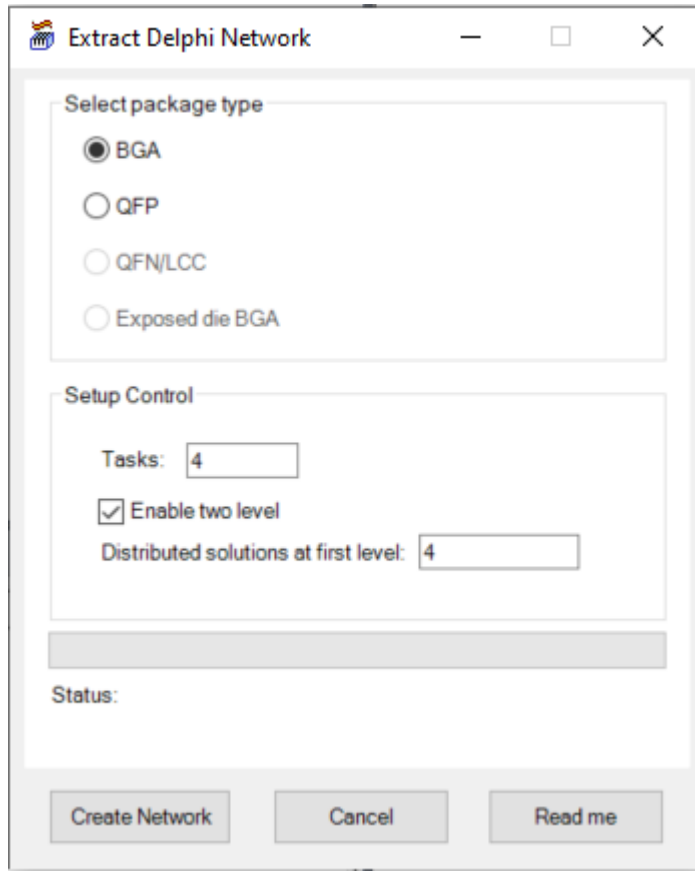 Extract Delphi Network
Select package type
BGA
QFP
QFN/LCC
Exposed die BGA
Setup Control
Tasks: 4
Enable two level
Distributed solutions at first level: 4
Status:
Create Network Cancel Read me